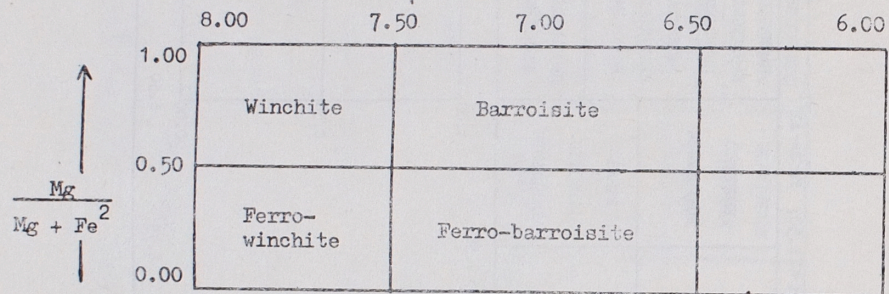 8.00 7.50 7.00 6.50 6.00
1.00
Winchite Barroisite
0.50
Mg
Mg + Fe2
Ferro-
winchite
Ferro-barroisite
0.00